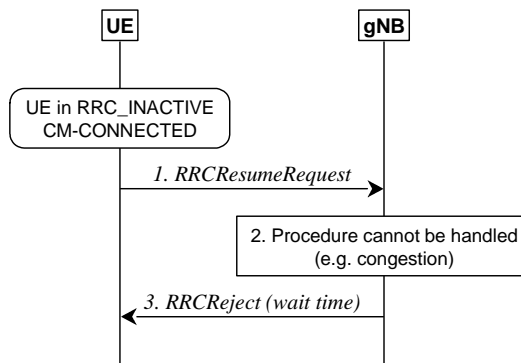 UE
gNB
UE in RRC_INACTIVE
CM-CONNECTED
1. RRCResumeRequest
2. Procedure cannot be handled
(e.g. congestion)
3. RRCReject (wait time)